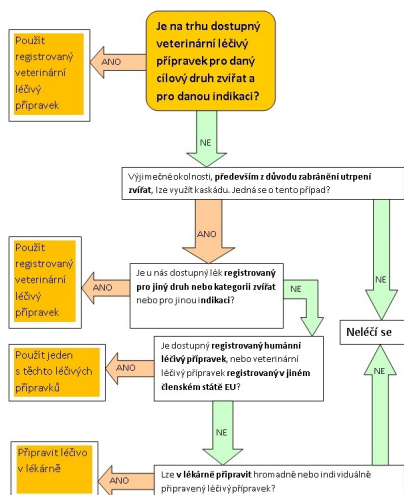 Je na trhu dostupný
veterinární léčivý
přípravek pro daný
cílový druh zvířat a
pro danou indikaci?
ANO
Použít
registrovaný
veterinární
léčivý
přípravek
NE
Výjimečné okolnosti, především z důvodu zabránění utrpení
zvířat, lze využít kaskádu. Jedná se o tento případ?
ANO
NE
Je u nás dostupný lék registrovaný
pro jiný druh nebo kategorii zvířat
nebo pro jinou indikaci?
ANO
Použít
registrovaný
veterinární
léčivý
přípravek
NE
Neléčí se
Je dostupný registrovaný humánní
léčivý přípravek, nebo veterinární
léčivý přípravek registrovaný v jiném
členském státě EU?
ANO
Použít jeden
s těchto léčivých
přípravků
NE
NE
Lze v lékárně připravit hromadně nebo individuálně
připravený léčivý přípravek?
ANO
Připravit léčivo
v lékárně